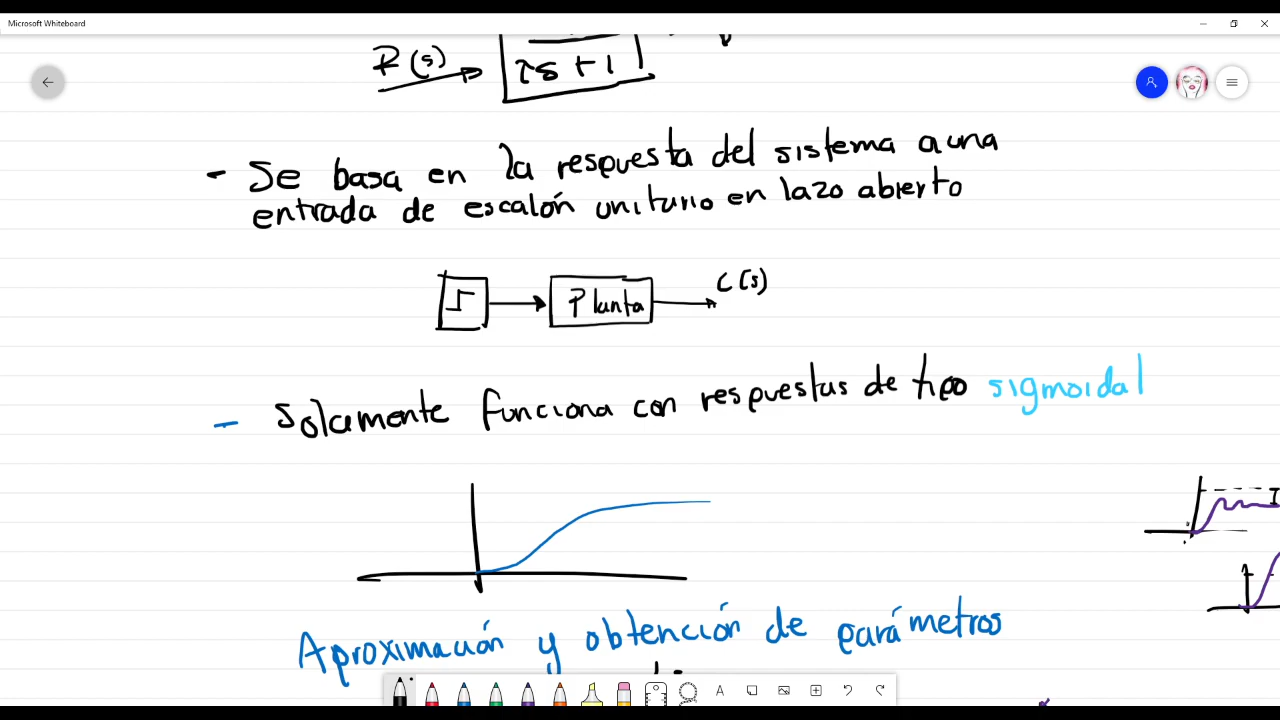 Microsoft Whiteboard
R(s)
τs + 1
- Se basa en la respuesta del sistema a una
entrada de escalón unitario en lazo abierto
Planta
C(s)
- Solamente funciona con respuestas de tipo sigmoidal
Aproximación y obtención de parámetros